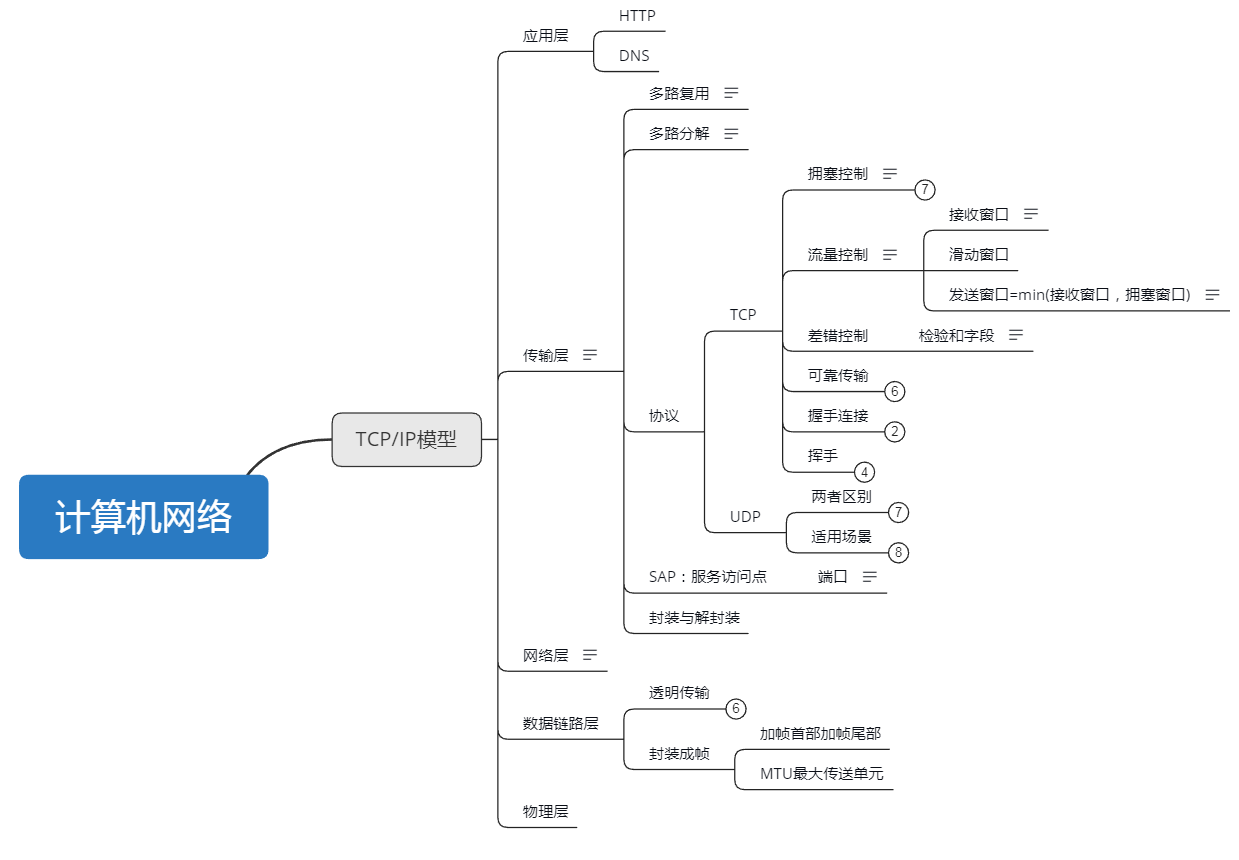 计算机网络
TCP/IP模型
应用层
HTTP
DNS
传输层
多路复用
多路分解
协议
TCP
拥塞控制
7
流量控制
接收窗口
滑动窗口
发送窗口=min(接收窗口，拥塞窗口)
差错控制
检验和字段
可靠传输
6
握手连接
2
挥手
4
UDP
两者区别
7
适用场景
8
SAP：服务访问点
端口
封装与解封装
网络层
数据链路层
透明传输
6
封装成帧
加帧首部加帧尾部
MTU最大传送单元
物理层